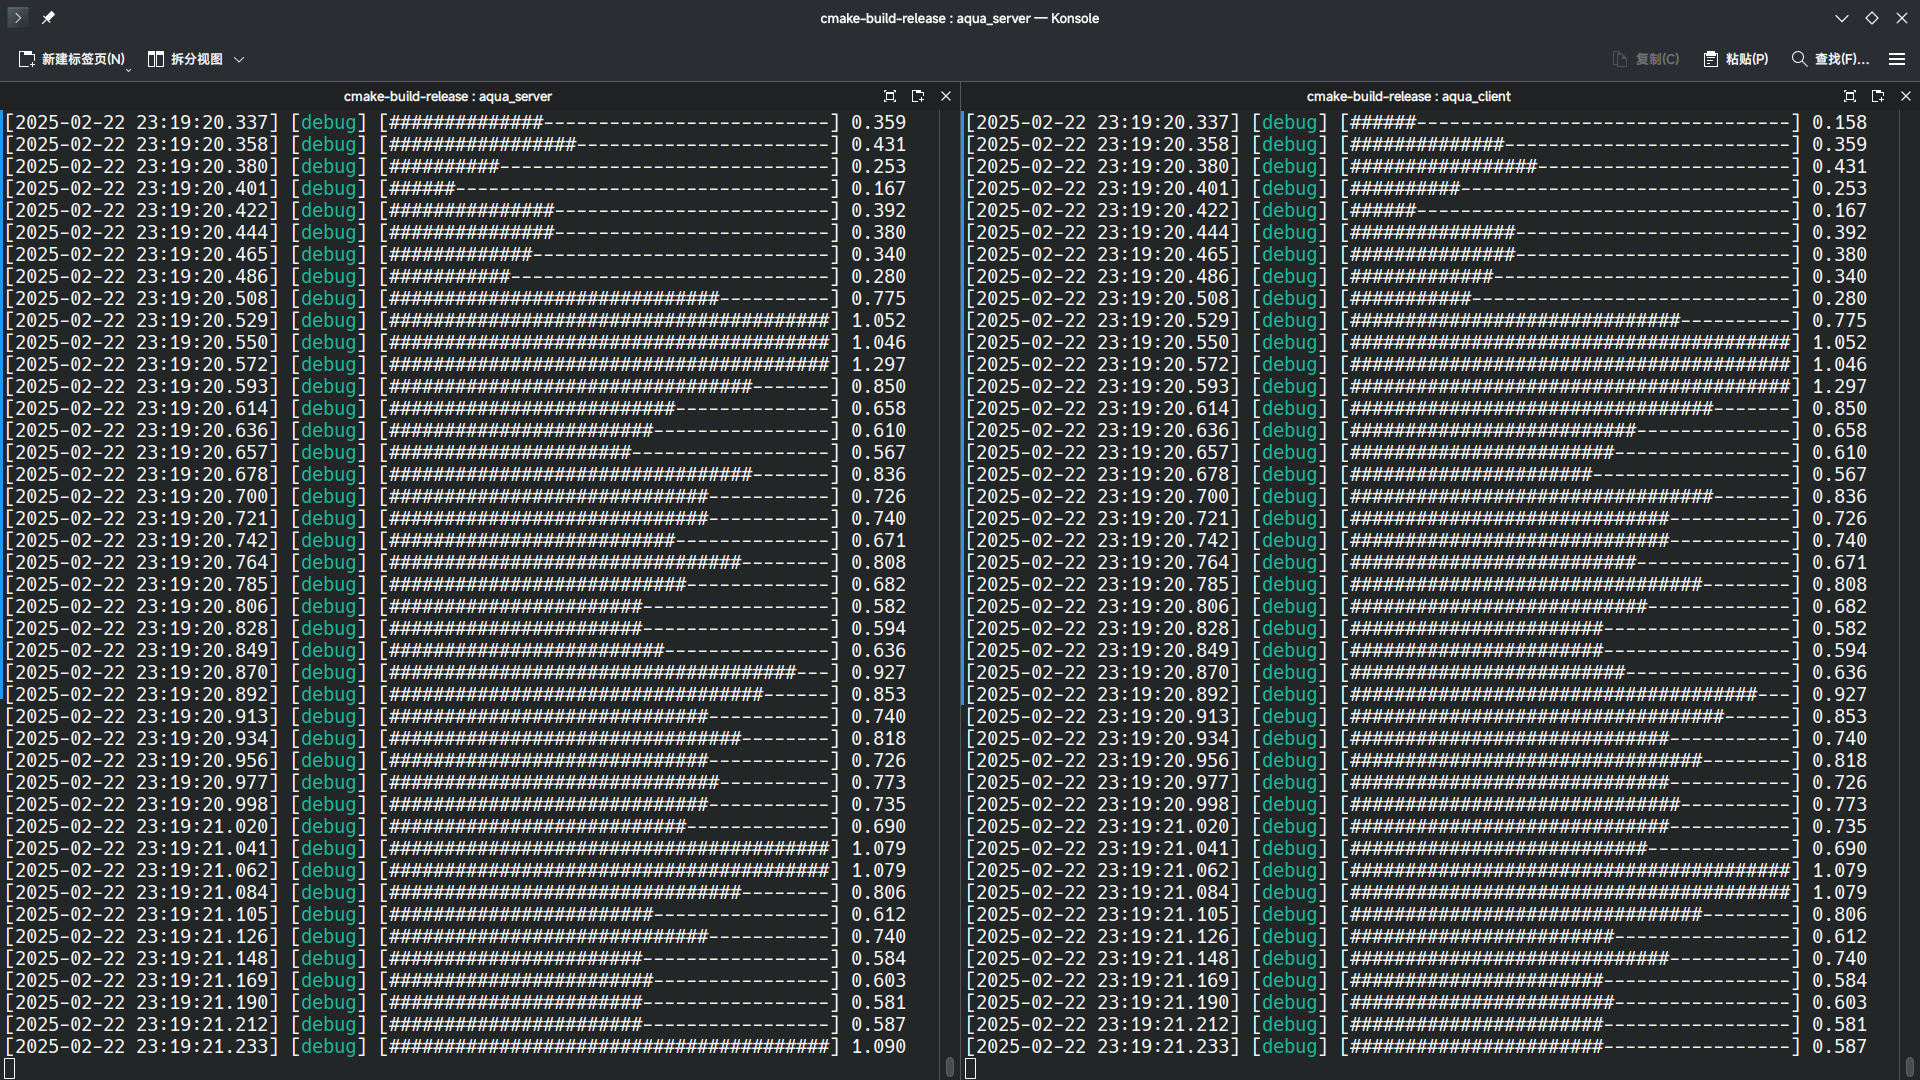 cmake-build-release : aqua_server — Konsole
新建标签页(N)
拆分视图
复制(C)
粘贴(P)
查找(F)...
cmake-build-release : aqua_server
[2025-02-22 23:19:20.337] [debug] [##############--------------------------] 0.359
[2025-02-22 23:19:20.358] [debug] [#################-----------------------] 0.431
[2025-02-22 23:19:20.380] [debug] [##########------------------------------] 0.253
[2025-02-22 23:19:20.401] [debug] [######----------------------------------] 0.167
[2025-02-22 23:19:20.422] [debug] [###############-------------------------] 0.392
[2025-02-22 23:19:20.444] [debug] [###############-------------------------] 0.380
[2025-02-22 23:19:20.465] [debug] [#############---------------------------] 0.340
[2025-02-22 23:19:20.486] [debug] [###########-----------------------------] 0.280
[2025-02-22 23:19:20.508] [debug] [##############################----------] 0.775
[2025-02-22 23:19:20.529] [debug] [########################################] 1.052
[2025-02-22 23:19:20.550] [debug] [########################################] 1.046
[2025-02-22 23:19:20.572] [debug] [########################################] 1.297
[2025-02-22 23:19:20.593] [debug] [#################################-------] 0.850
[2025-02-22 23:19:20.614] [debug] [##########################--------------] 0.658
[2025-02-22 23:19:20.636] [debug] [########################----------------] 0.610
[2025-02-22 23:19:20.657] [debug] [######################------------------] 0.567
[2025-02-22 23:19:20.678] [debug] [#################################-------] 0.836
[2025-02-22 23:19:20.700] [debug] [#############################-----------] 0.726
[2025-02-22 23:19:20.721] [debug] [#############################-----------] 0.740
[2025-02-22 23:19:20.742] [debug] [##########################--------------] 0.671
[2025-02-22 23:19:20.764] [debug] [################################--------] 0.808
[2025-02-22 23:19:20.785] [debug] [###########################-------------] 0.682
[2025-02-22 23:19:20.806] [debug] [#######################-----------------] 0.582
[2025-02-22 23:19:20.828] [debug] [#######################-----------------] 0.594
[2025-02-22 23:19:20.849] [debug] [#########################---------------] 0.636
[2025-02-22 23:19:20.870] [debug] [#####################################---] 0.927
[2025-02-22 23:19:20.892] [debug] [##################################------] 0.853
[2025-02-22 23:19:20.913] [debug] [#############################-----------] 0.740
[2025-02-22 23:19:20.934] [debug] [################################--------] 0.818
[2025-02-22 23:19:20.956] [debug] [#############################-----------] 0.726
[2025-02-22 23:19:20.977] [debug] [##############################----------] 0.773
[2025-02-22 23:19:20.998] [debug] [#############################-----------] 0.735
[2025-02-22 23:19:21.020] [debug] [###########################-------------] 0.690
[2025-02-22 23:19:21.041] [debug] [########################################] 1.079
[2025-02-22 23:19:21.062] [debug] [########################################] 1.079
[2025-02-22 23:19:21.084] [debug] [################################--------] 0.806
[2025-02-22 23:19:21.105] [debug] [########################----------------] 0.612
[2025-02-22 23:19:21.126] [debug] [#############################-----------] 0.740
[2025-02-22 23:19:21.148] [debug] [#######################-----------------] 0.584
[2025-02-22 23:19:21.169] [debug] [########################----------------] 0.603
[2025-02-22 23:19:21.190] [debug] [#######################-----------------] 0.581
[2025-02-22 23:19:21.212] [debug] [#######################-----------------] 0.587
[2025-02-22 23:19:21.233] [debug] [########################################] 1.090
cmake-build-release : aqua_client
[2025-02-22 23:19:20.337] [debug] [######----------------------------------] 0.158
[2025-02-22 23:19:20.358] [debug] [##############--------------------------] 0.359
[2025-02-22 23:19:20.380] [debug] [#################-----------------------] 0.431
[2025-02-22 23:19:20.401] [debug] [##########------------------------------] 0.253
[2025-02-22 23:19:20.422] [debug] [######----------------------------------] 0.167
[2025-02-22 23:19:20.444] [debug] [###############-------------------------] 0.392
[2025-02-22 23:19:20.465] [debug] [###############-------------------------] 0.380
[2025-02-22 23:19:20.486] [debug] [#############---------------------------] 0.340
[2025-02-22 23:19:20.508] [debug] [###########-----------------------------] 0.280
[2025-02-22 23:19:20.529] [debug] [##############################----------] 0.775
[2025-02-22 23:19:20.550] [debug] [########################################] 1.052
[2025-02-22 23:19:20.572] [debug] [########################################] 1.046
[2025-02-22 23:19:20.593] [debug] [########################################] 1.297
[2025-02-22 23:19:20.614] [debug] [#################################-------] 0.850
[2025-02-22 23:19:20.636] [debug] [##########################--------------] 0.658
[2025-02-22 23:19:20.657] [debug] [########################----------------] 0.610
[2025-02-22 23:19:20.678] [debug] [######################------------------] 0.567
[2025-02-22 23:19:20.700] [debug] [#################################-------] 0.836
[2025-02-22 23:19:20.721] [debug] [#############################-----------] 0.726
[2025-02-22 23:19:20.742] [debug] [#############################-----------] 0.740
[2025-02-22 23:19:20.764] [debug] [##########################--------------] 0.671
[2025-02-22 23:19:20.785] [debug] [################################--------] 0.808
[2025-02-22 23:19:20.806] [debug] [###########################-------------] 0.682
[2025-02-22 23:19:20.828] [debug] [#######################-----------------] 0.582
[2025-02-22 23:19:20.849] [debug] [#######################-----------------] 0.594
[2025-02-22 23:19:20.870] [debug] [#########################---------------] 0.636
[2025-02-22 23:19:20.892] [debug] [#####################################---] 0.927
[2025-02-22 23:19:20.913] [debug] [##################################------] 0.853
[2025-02-22 23:19:20.934] [debug] [#############################-----------] 0.740
[2025-02-22 23:19:20.956] [debug] [################################--------] 0.818
[2025-02-22 23:19:20.977] [debug] [#############################-----------] 0.726
[2025-02-22 23:19:20.998] [debug] [##############################----------] 0.773
[2025-02-22 23:19:21.020] [debug] [#############################-----------] 0.735
[2025-02-22 23:19:21.041] [debug] [###########################-------------] 0.690
[2025-02-22 23:19:21.062] [debug] [########################################] 1.079
[2025-02-22 23:19:21.084] [debug] [########################################] 1.079
[2025-02-22 23:19:21.105] [debug] [################################--------] 0.806
[2025-02-22 23:19:21.126] [debug] [########################----------------] 0.612
[2025-02-22 23:19:21.148] [debug] [#############################-----------] 0.740
[2025-02-22 23:19:21.169] [debug] [#######################-----------------] 0.584
[2025-02-22 23:19:21.190] [debug] [########################----------------] 0.603
[2025-02-22 23:19:21.212] [debug] [#######################-----------------] 0.581
[2025-02-22 23:19:21.233] [debug] [#######################-----------------] 0.587